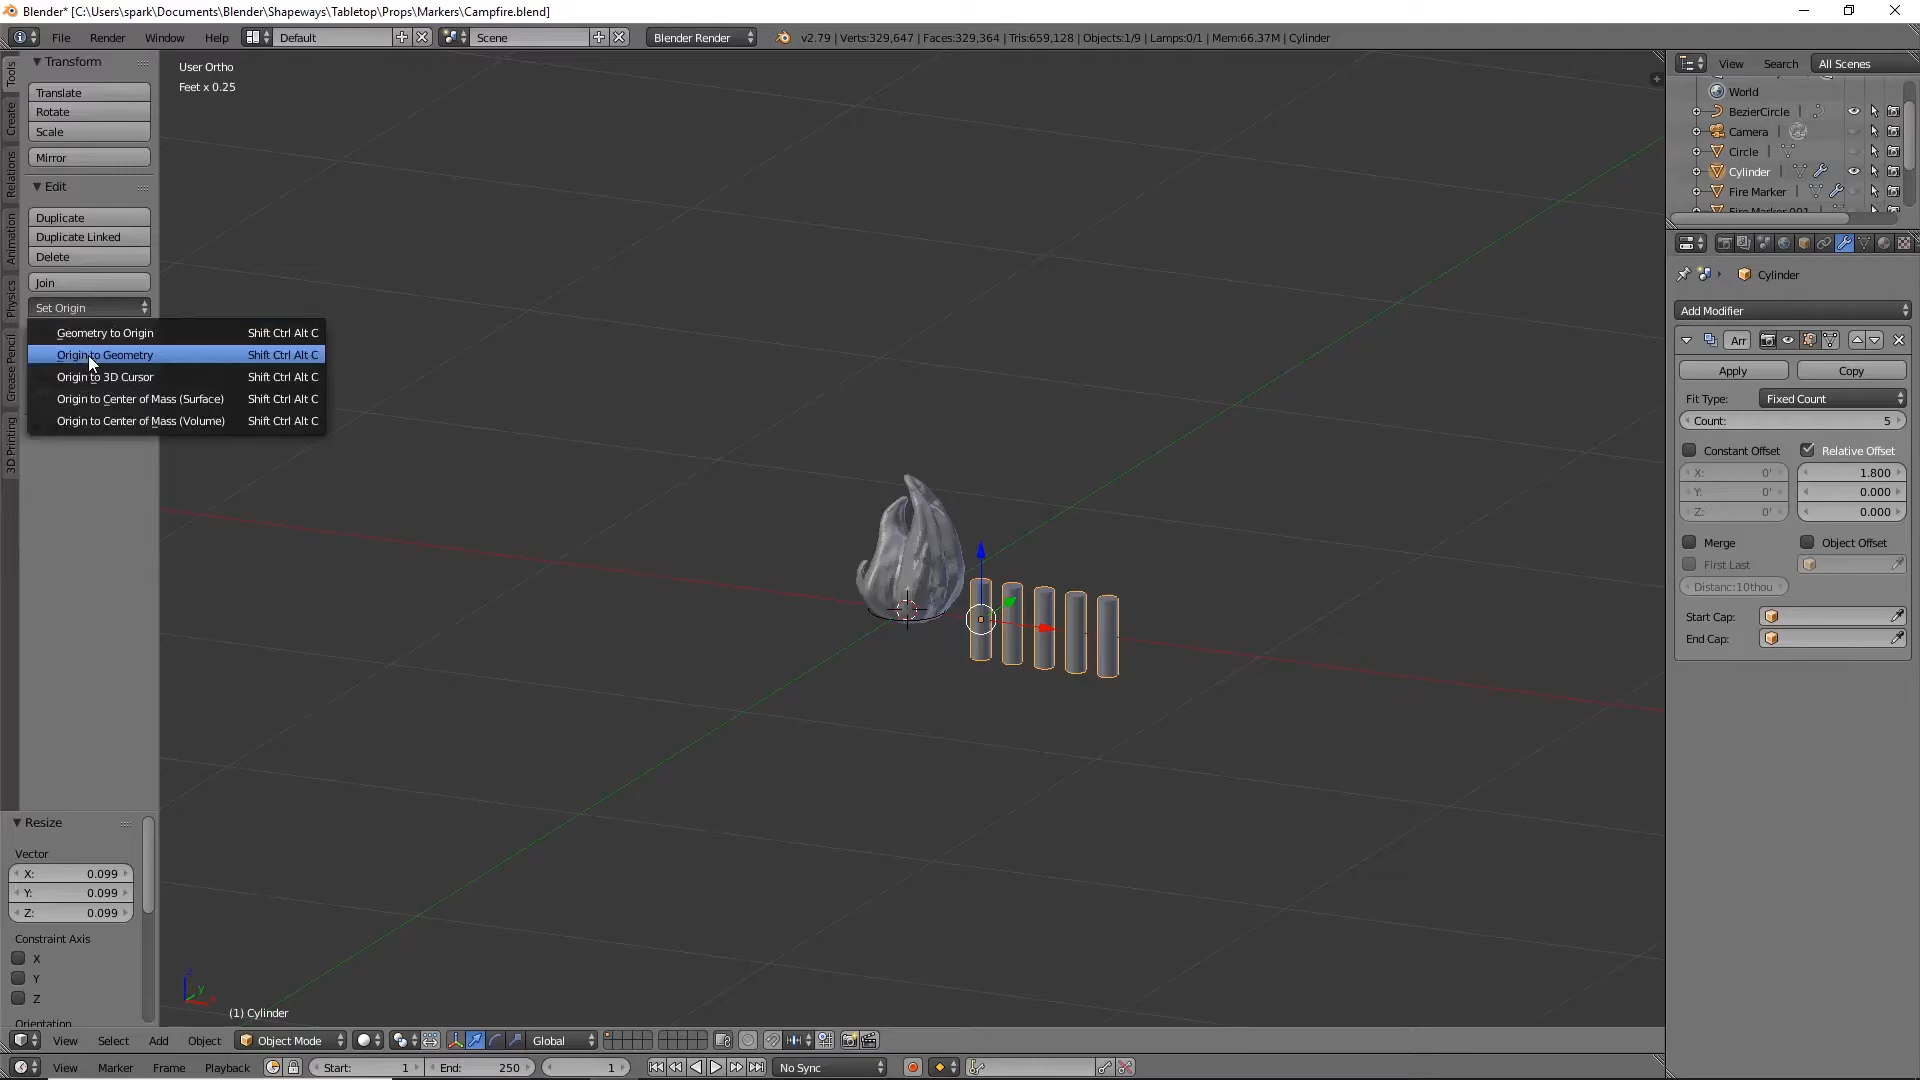 Blender* [C:\Users\spark\Documents\Blender\Shapeways\Tabletop\Props\Markers\Campfire.blend]
File Render Window Help Default Scene Blender Render v2.79 | Verts:329,647 | Faces:329,364 | Tris:659,128 | Objects:1/9 | Lamps:0/1 | Mem:66.37M | Cylinder
Tools
Create
Relations
Animation
Physics
Grease Pencil
3D Printing
Transform
Translate
Rotate
Scale
Mirror
Edit
Duplicate
Duplicate Linked
Delete
Join
Set Origin
Geometry to Origin Shift Ctrl Alt C
Origin to Geometry Shift Ctrl Alt C
Origin to 3D Cursor Shift Ctrl Alt C
Origin to Center of Mass (Surface) Shift Ctrl Alt C
Origin to Center of Mass (Volume) Shift Ctrl Alt C
Resize
Vector
X: 0.099
Y: 0.099
Z: 0.099
Constraint Axis
X
Y
Z
Orientation
User Ortho
Feet x 0.25
z
y
x
(1) Cylinder
View Select Add Object Object Mode Global
View Marker Frame Playback Start: 1 End: 250 1 No Sync
View Search All Scenes
World
BezierCircle
Camera
Circle
Cylinder
Fire Marker
Fire Marker.001
Cylinder
Add Modifier
Arr
Apply Copy
Fit Type: Fixed Count
Count: 5
Constant Offset Relative Offset
X: 0' 1.800
Y: 0' 0.000
Z: 0' 0.000
Merge Object Offset
First Last
Distanc:10thou
Start Cap:
End Cap: